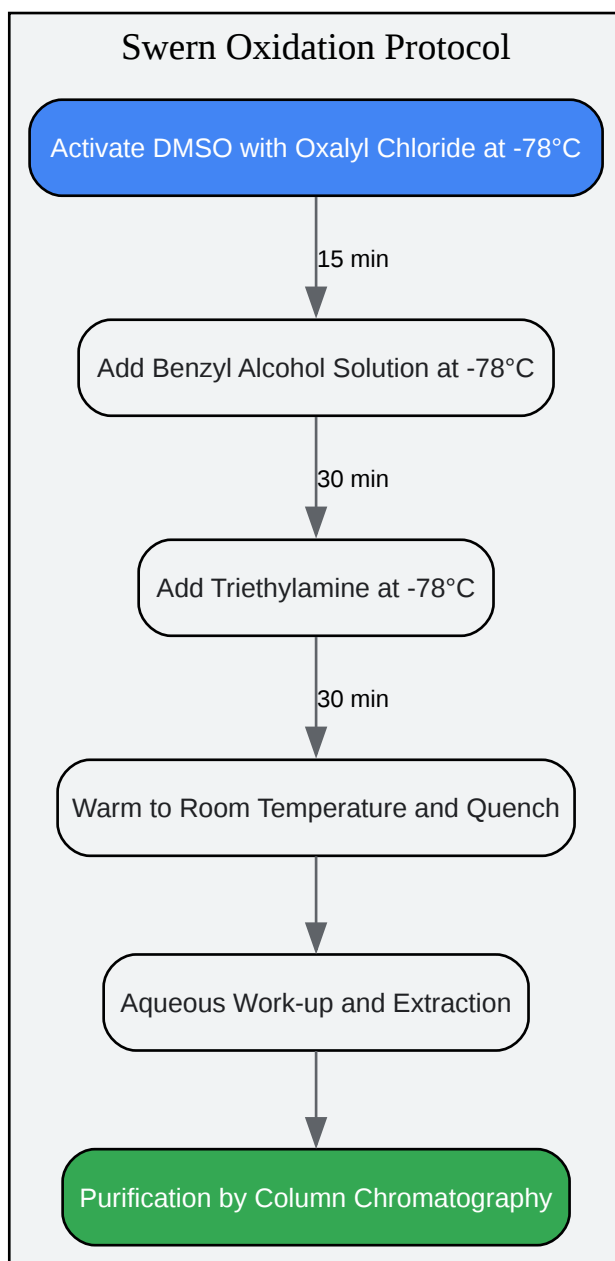 Swern Oxidation Protocol
Activate DMSO with Oxalyl Chloride at -78°C
15 min
Add Benzyl Alcohol Solution at -78°C
30 min
Add Triethylamine at -78°C
30 min
Warm to Room Temperature and Quench
Aqueous Work-up and Extraction
Purification by Column Chromatography